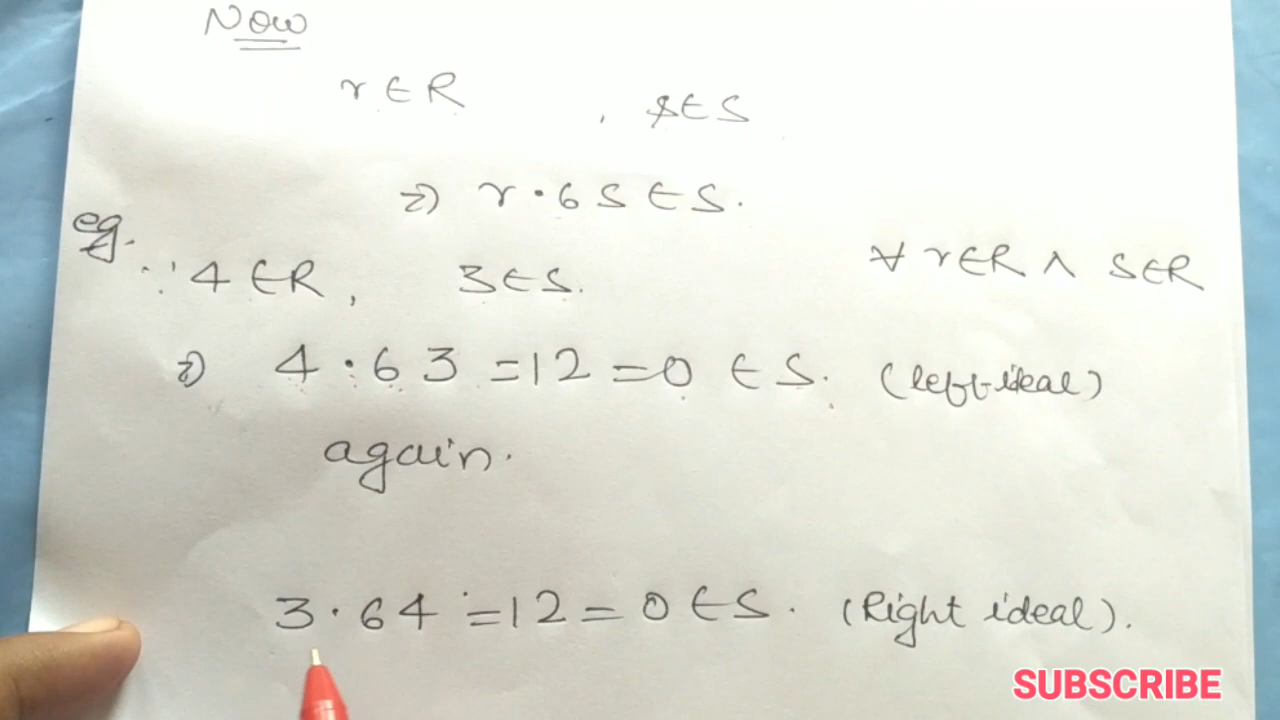 Now
r ∈ R , s ∈ S
⇒ r ·6 s ∈ S.
eg.
∵ 4 ∈ R, 3 ∈ S. ∀ r ∈ R ∧ S ∈ R
⇒ 4 ·6 3 = 12 = 0 ∈ S. (left ideal)
again.
3 ·6 4 = 12 = 0 ∈ S. (Right ideal).
SUBSCRIBE